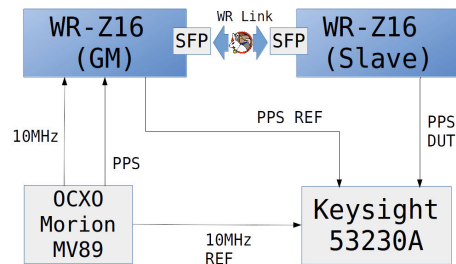 WR-Z16
(GM)
SFP
WR Link
SFP
WR-Z16
(Slave)
10MHz
PPS
PPS REF
PPS
DUT
OCXO
Morion
MV89
10MHz
REF
Keysight
53230A